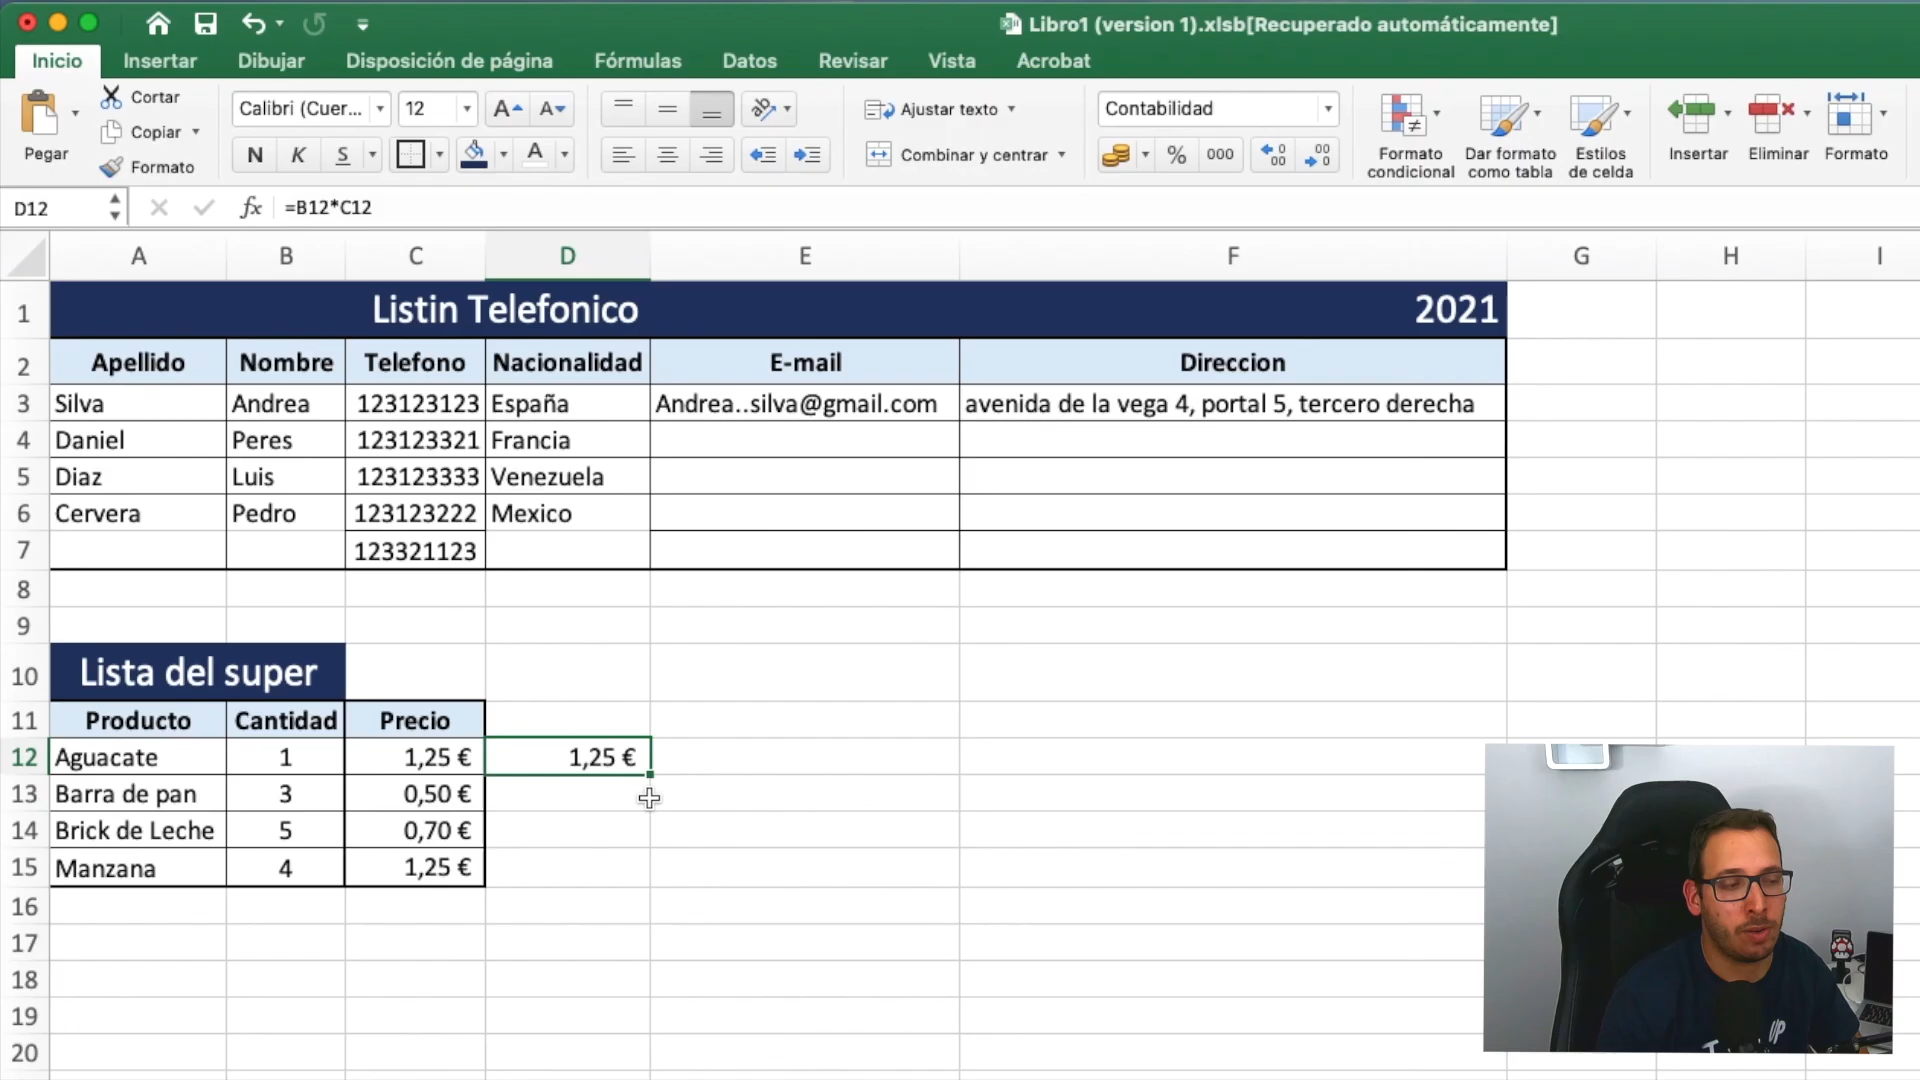 Libro1 (version 1).xlsb[Recuperado automáticamente]
Inicio Insertar Dibujar Disposición de página Fórmulas Datos Revisar Vista Acrobat
Pegar
Cortar
Copiar
Formato
Calibri (Cuer... 12 A A
N K S A
Ajustar texto
Combinar y centrar
Contabilidad
% 000
Formato condicional
Dar formato como tabla
Estilos de celda
Insertar Eliminar Formato
D12 fx =B12*C12
A B C D E F G H I
1 Listin Telefonico 2021
2 Apellido Nombre Telefono Nacionalidad E-mail Direccion
3 Silva Andrea 123123123 España Andrea..silva@gmail.com avenida de la vega 4, portal 5, tercero derecha
4 Daniel Peres 123123321 Francia
5 Diaz Luis 123123333 Venezuela
6 Cervera Pedro 123123222 Mexico
7 123321123
8
9
10 Lista del super
11 Producto Cantidad Precio
12 Aguacate 1 1,25 € 1,25 €
13 Barra de pan 3 0,50 €
14 Brick de Leche 5 0,70 €
15 Manzana 4 1,25 €
16
17
18
19
20